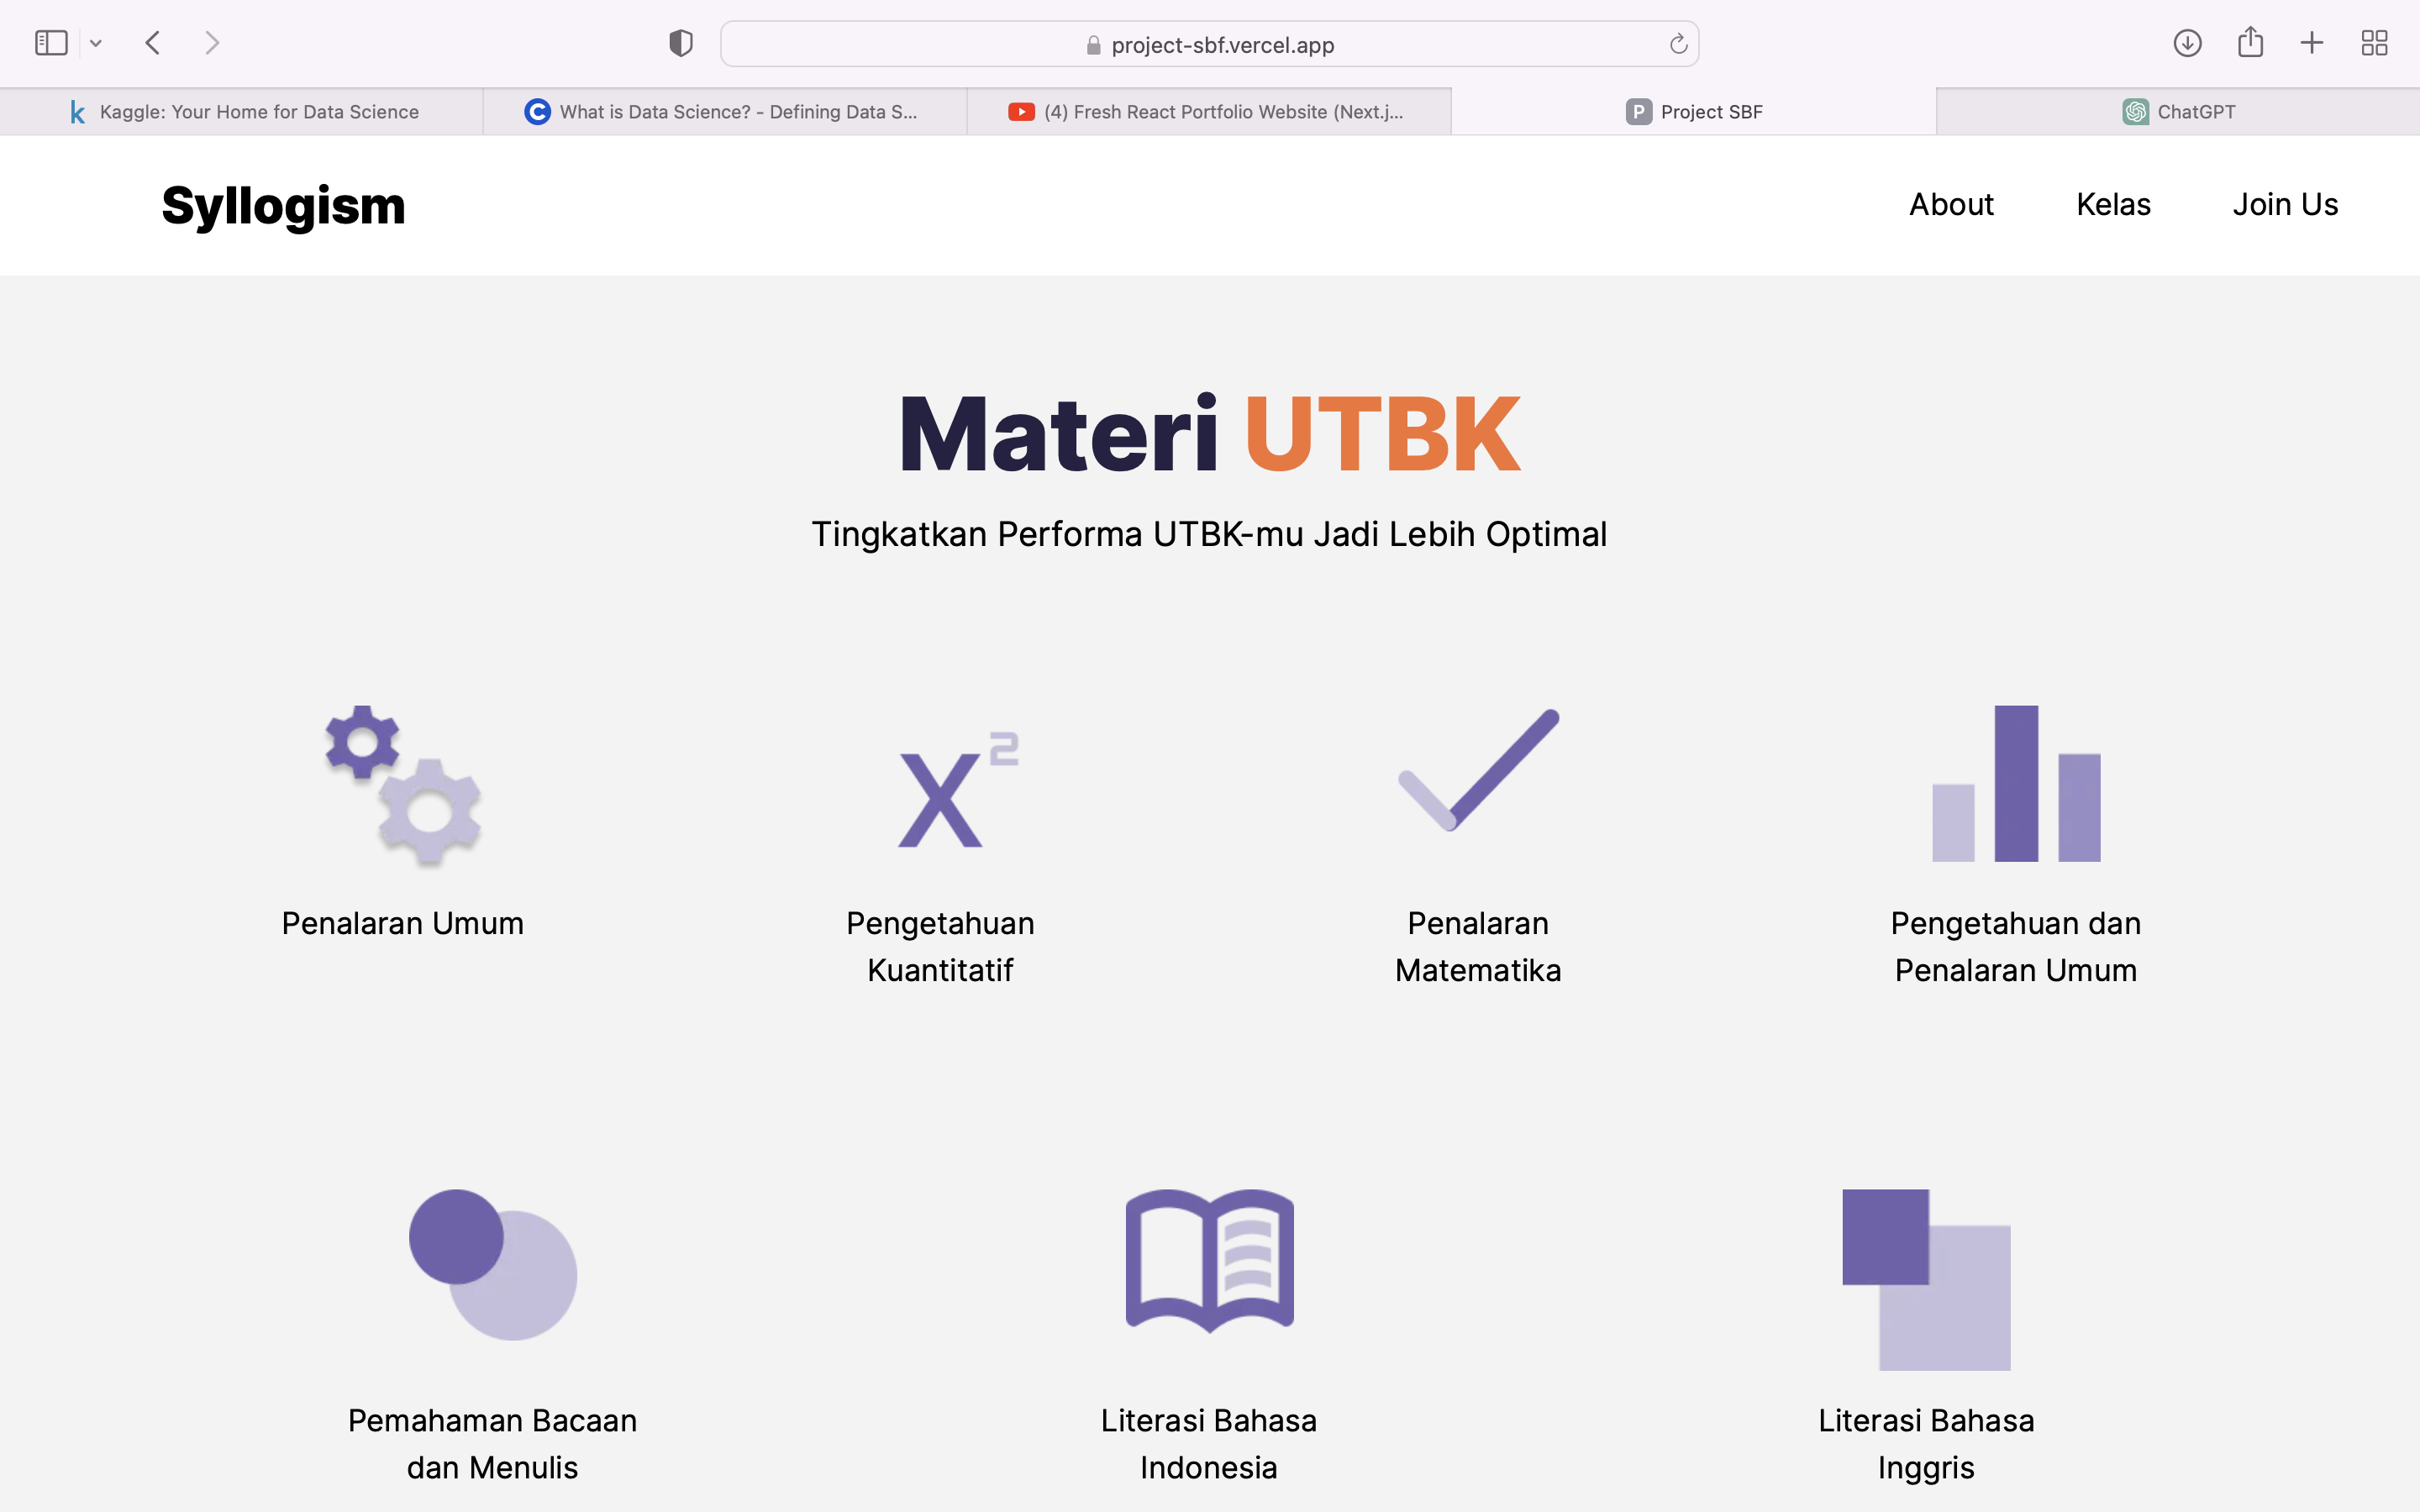 project-sbf.vercel.app
Kaggle: Your Home for Data Science
What is Data Science? - Defining Data S...
(4) Fresh React Portfolio Website (Next.j...
P Project SBF
ChatGPT
Syllogism
About
Kelas
Join Us
Materi UTBK
Tingkatkan Performa UTBK-mu Jadi Lebih Optimal
x²
Penalaran Umum
Pengetahuan
Kuantitatif
Penalaran
Matematika
Pengetahuan dan
Penalaran Umum
Pemahaman Bacaan
dan Menulis
Literasi Bahasa
Indonesia
Literasi Bahasa
Inggris